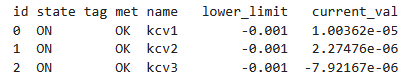 id state tag met name lower_limit current_val
0 ON OK kcv1 -0.001 1.00362e-05
1 ON OK kcv2 -0.001 2.27476e-06
2 ON OK kcv3 -0.001 -7.92167e-06